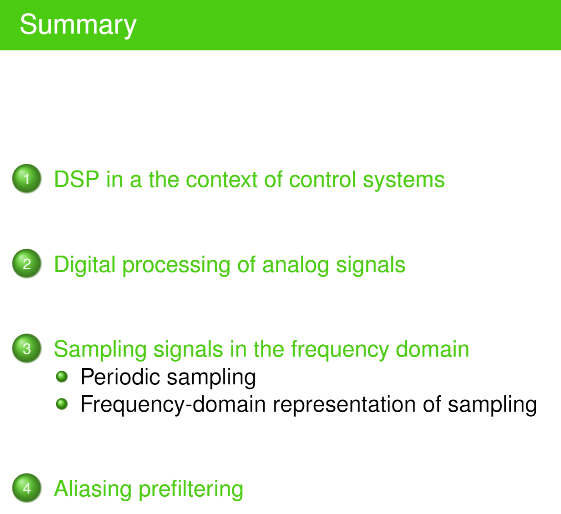 Summary
1 DSP in a the context of control systems
2 Digital processing of analog signals
3 Sampling signals in the frequency domain
Periodic sampling
Frequency-domain representation of sampling
4 Aliasing prefiltering